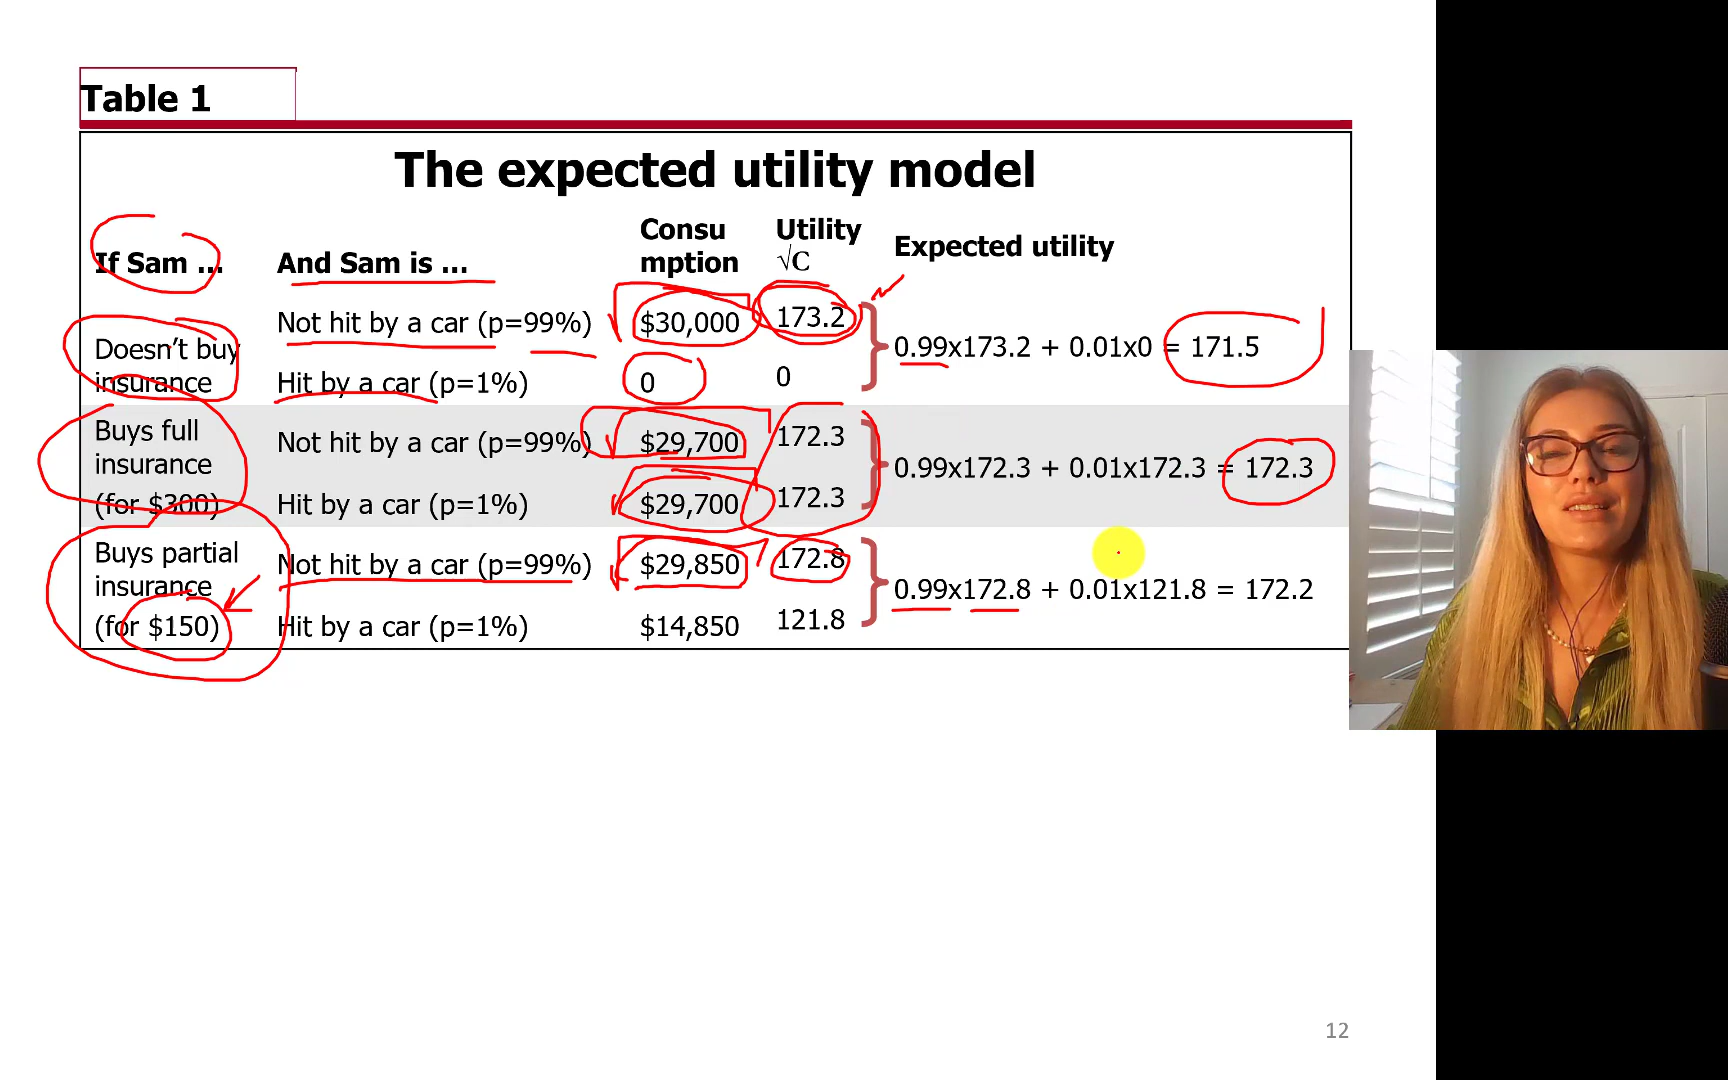 Table 1
The expected utility model
If Sam ...
And Sam is ...
Consu
mption
Utility
√C
Expected utility
Doesn't buy
insurance
Not hit by a car (p=99%)
$30,000
173.2
0.99x173.2 + 0.01x0 = 171.5
Hit by a car (p=1%)
0
0
Buys full
insurance
(for $300)
Not hit by a car (p=99%)
$29,700
172.3
0.99x172.3 + 0.01x172.3 = 172.3
Hit by a car (p=1%)
$29,700
172.3
Buys partial
insurance
(for $150)
Not hit by a car (p=99%)
$29,850
172.8
0.99x172.8 + 0.01x121.8 = 172.2
Hit by a car (p=1%)
$14,850
121.8
12